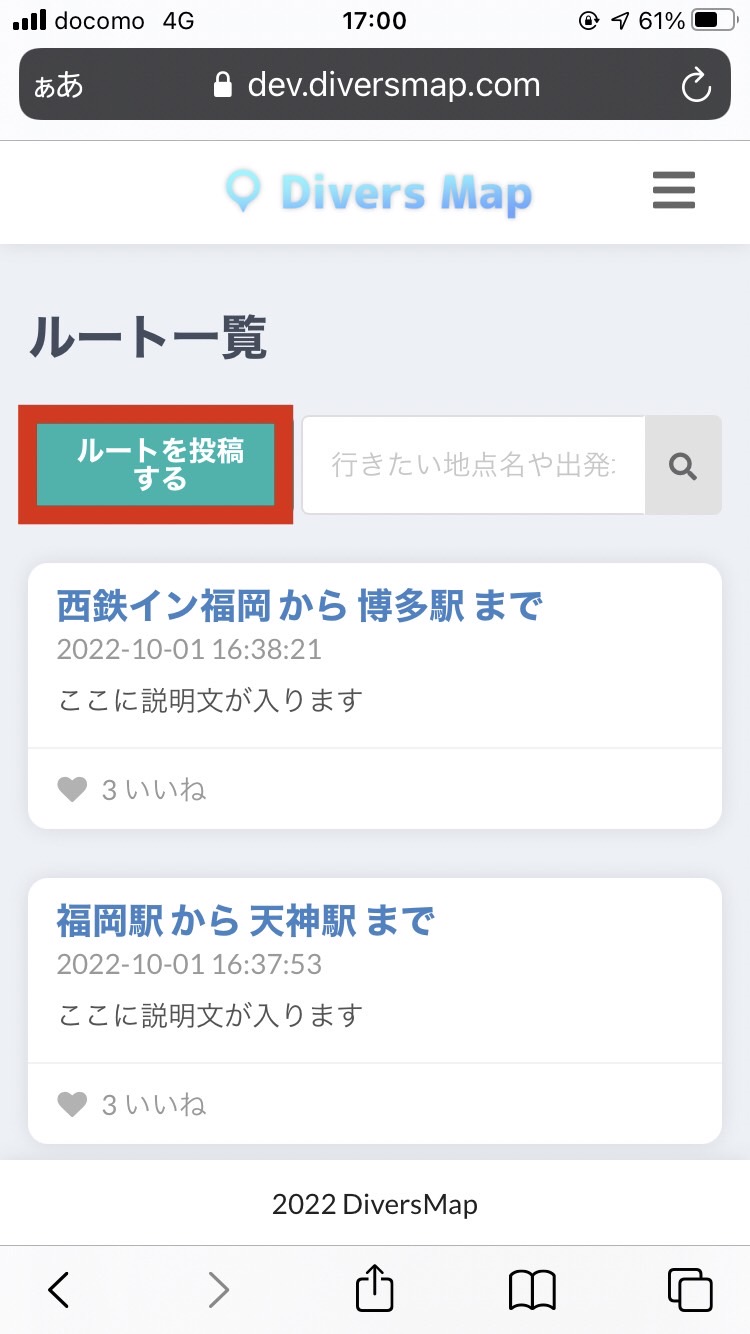 docomo 4G 17:00 61%
ぁあ dev.diversmap.com
Divers Map
ルート一覧
ルートを投稿
する
行きたい地点名や出発
西鉄イン福岡 から 博多駅 まで
2022-10-01 16:38:21
ここに説明文が入ります
3 いいね
福岡駅 から 天神駅 まで
2022-10-01 16:37:53
ここに説明文が入ります
3 いいね
2022 DiversMap